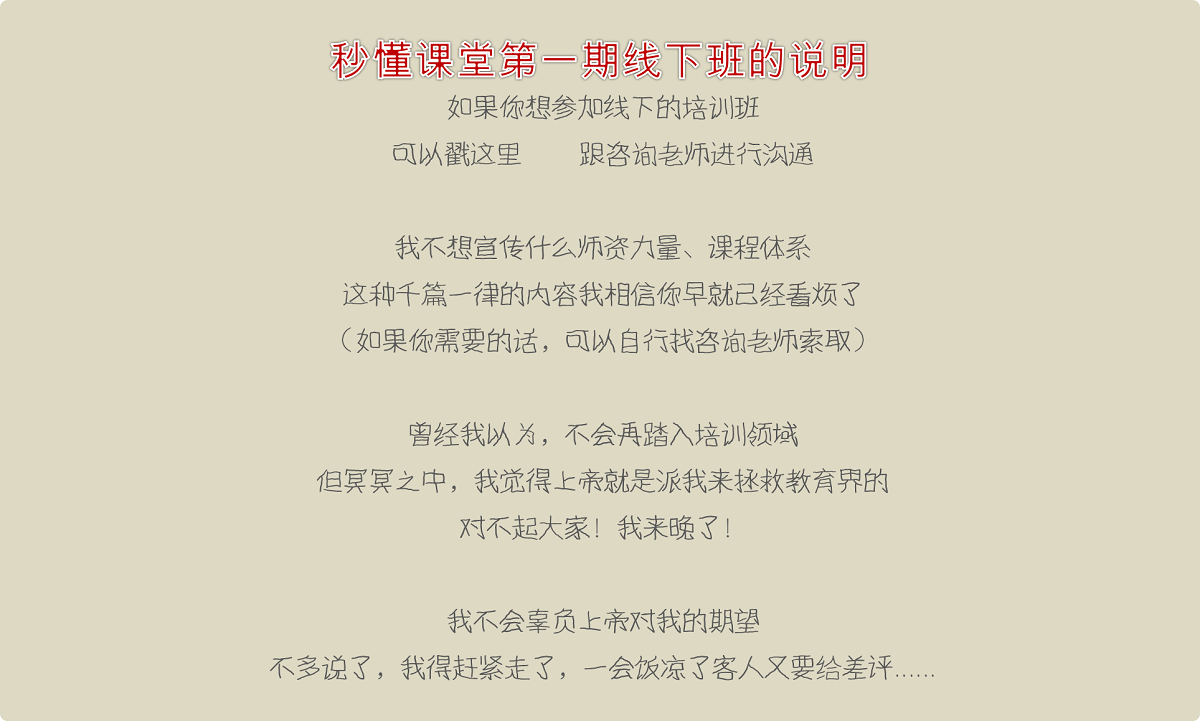 秒懂课堂第一期线下班的说明
如果你想参加线下的培训班
可以戳这里 跟咨询老师进行沟通
我不想宣传什么师资力量、课程体系
这种千篇一律的内容我相信你早就已经看烦了
（如果你需要的话，可以自行找咨询老师索取）
曾经我以为，不会再踏入培训领域
但冥冥之中，我觉得上帝就是派我来拯救教育界的
对不起大家！我来晚了！
我不会辜负上帝对我的期望
不多说了，我得赶紧走了，一会饭凉了客人又要给差评……